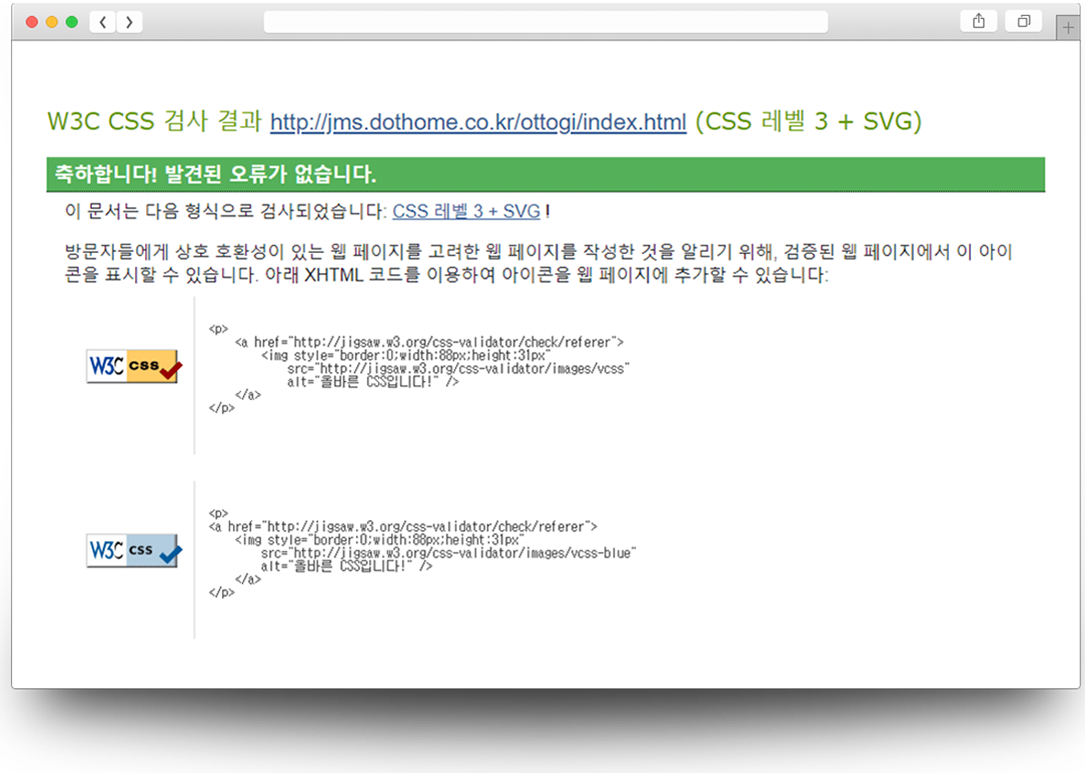 W3C CSS 검사 결과 http://jms.dothome.co.kr/ottogi/index.html (CSS 레벨 3 + SVG)
축하합니다! 발견된 오류가 없습니다.
이 문서는 다음 형식으로 검사되었습니다: CSS 레벨 3 + SVG !
방문자들에게 상호 호환성이 있는 웹 페이지를 고려한 웹 페이지를 작성한 것을 알리기 위해, 검증된 웹 페이지에서 이 아이
콘을 표시할 수 있습니다. 아래 XHTML 코드를 이용하여 아이콘을 웹 페이지에 추가할 수 있습니다:
W3C css
<p>
<a href="http://jigsaw.w3.org/css-validator/check/referer">
<img style="border:0;width:88px;height:31px"
src="http://jigsaw.w3.org/css-validator/images/vcss"
alt="올바른 CSS입니다!" />
</a>
</p>
W3C css
<p>
<a href="http://jigsaw.w3.org/css-validator/check/referer">
<img style="border:0;width:88px;height:31px"
src="http://jigsaw.w3.org/css-validator/images/vcss-blue"
alt="올바른 CSS입니다!" />
</a>
</p>